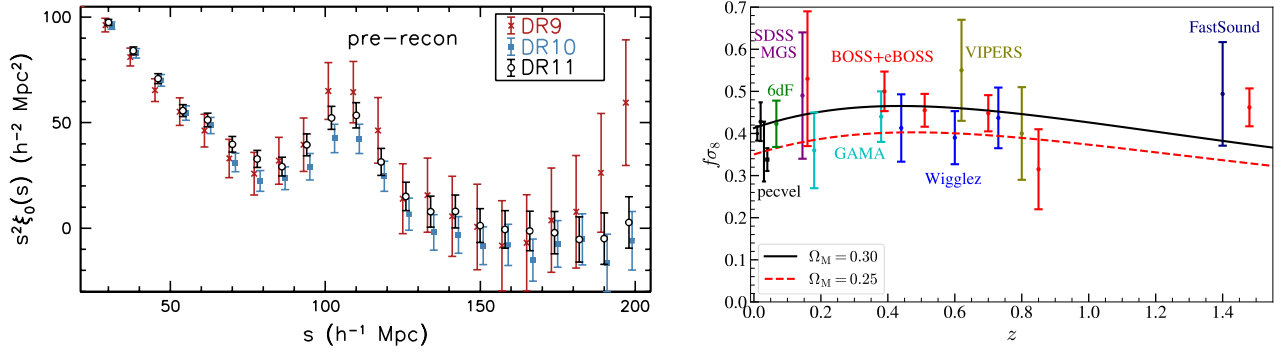 pre-recon
DR9
DR10
DR11
100
50
0
s²ξ₀(s) (h⁻² Mpc²)
50
100
150
200
s (h⁻¹ Mpc)
0.7
0.6
0.5
0.4
0.3
0.2
0.1
0.0
fσ₈
SDSS
MGS
BOSS+eBOSS
VIPERS
FastSound
6dF
GAMA
Wigglez
pecvel
Ω_M = 0.30
Ω_M = 0.25
0.0
0.2
0.4
0.6
0.8
1.0
1.2
1.4
z